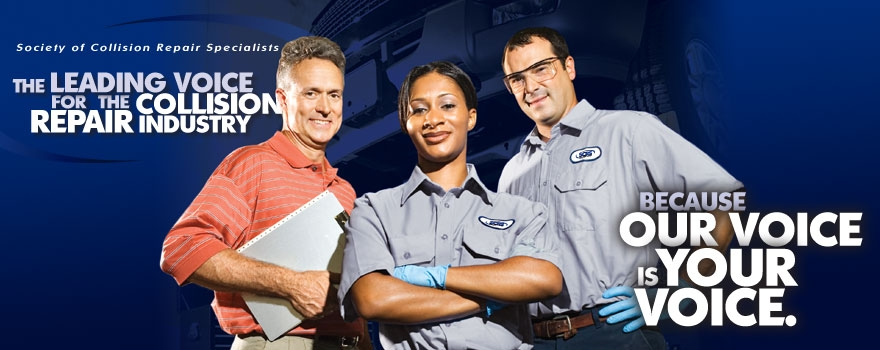 Society of Collision Repair Specialists
THE LEADING VOICE
FOR THE COLLISION
REPAIR INDUSTRY
BECAUSE
OUR VOICE
IS YOUR
VOICE.